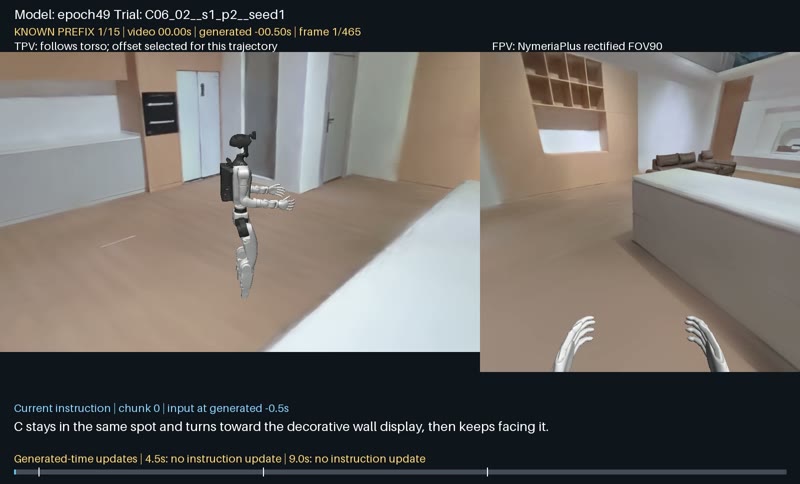 Model: epoch49 Trial: C06_02__s1_p2__seed1
KNOWN PREFIX 1/15 | video 00.00s | generated -00.50s | frame 1/465
TPV: follows torso; offset selected for this trajectory
FPV: NymeriaPlus rectified FOV90
Current instruction | chunk 0 | input at generated -0.5s
C stays in the same spot and turns toward the decorative wall display, then keeps facing it.
Generated-time updates | 4.5s: no instruction update | 9.0s: no instruction update